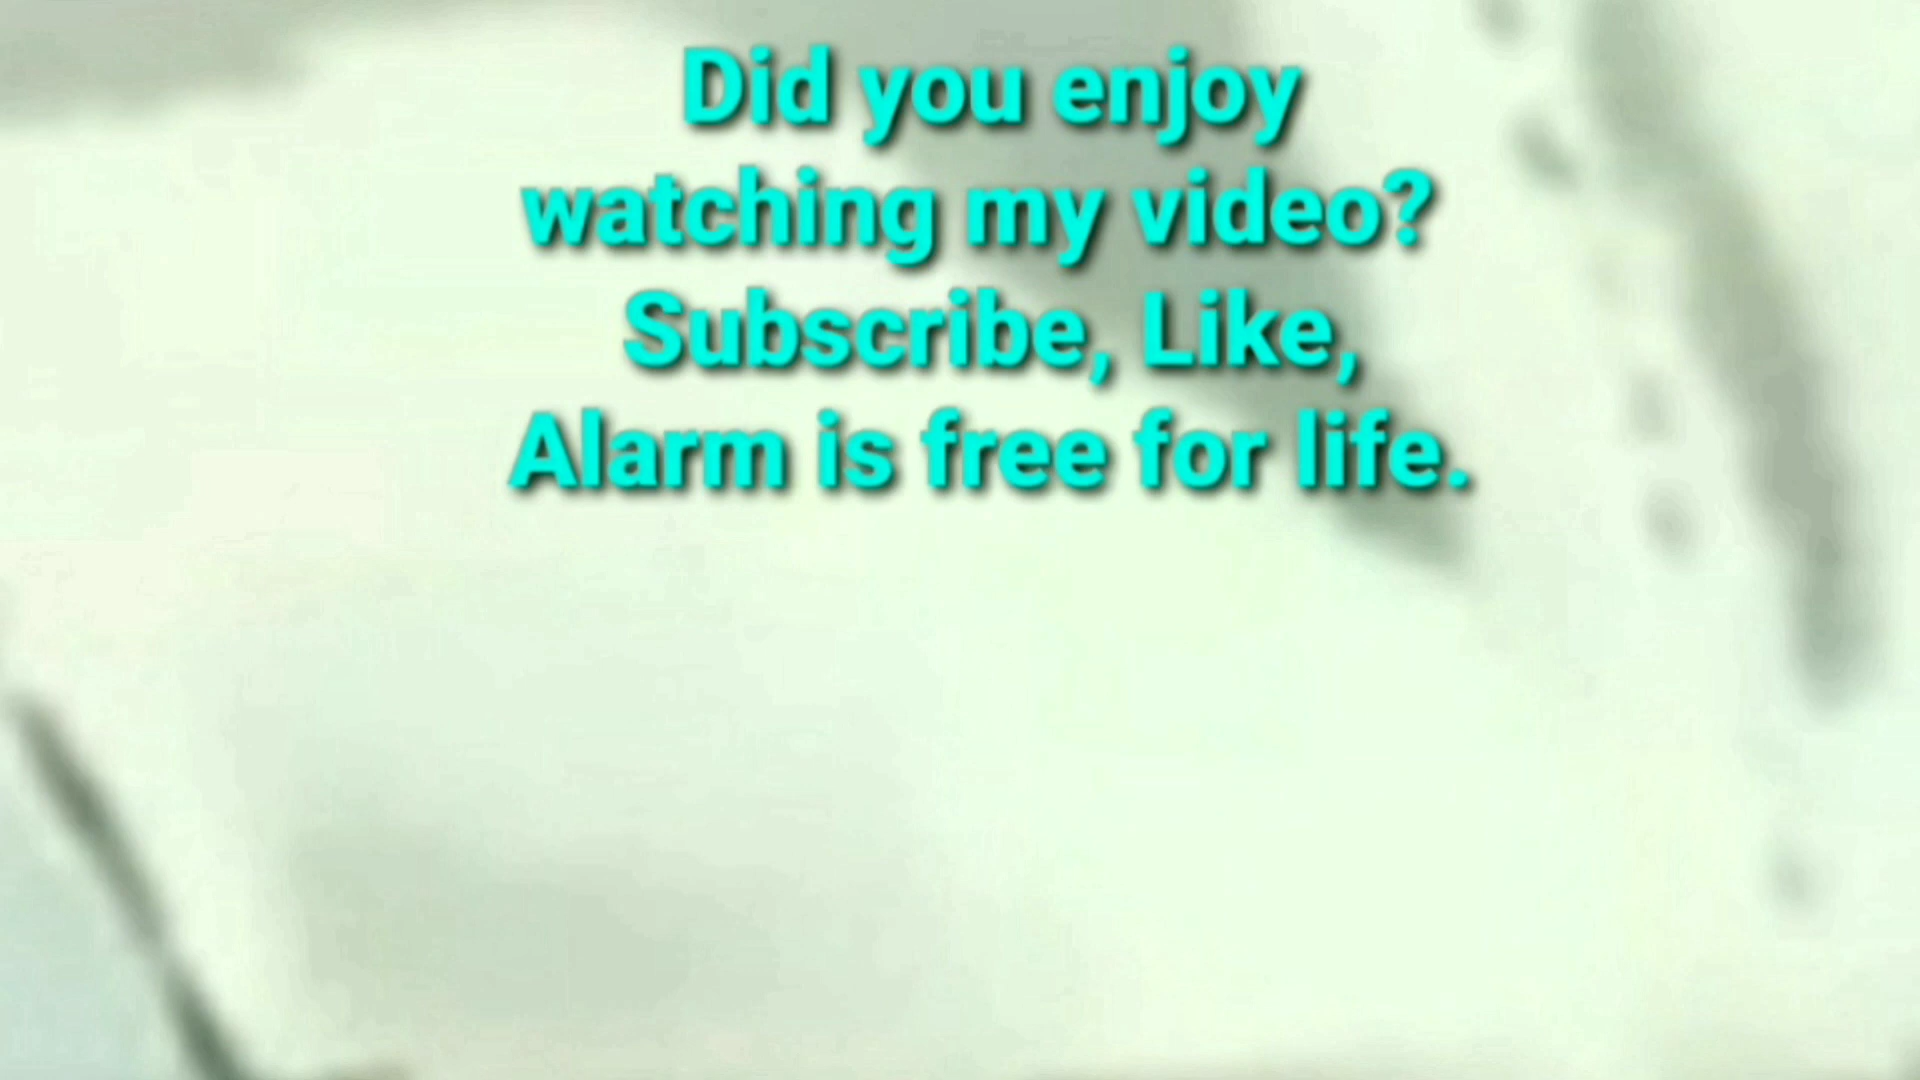 Did you enjoy
watching my video?
Subscribe, Like,
Alarm is free for life.